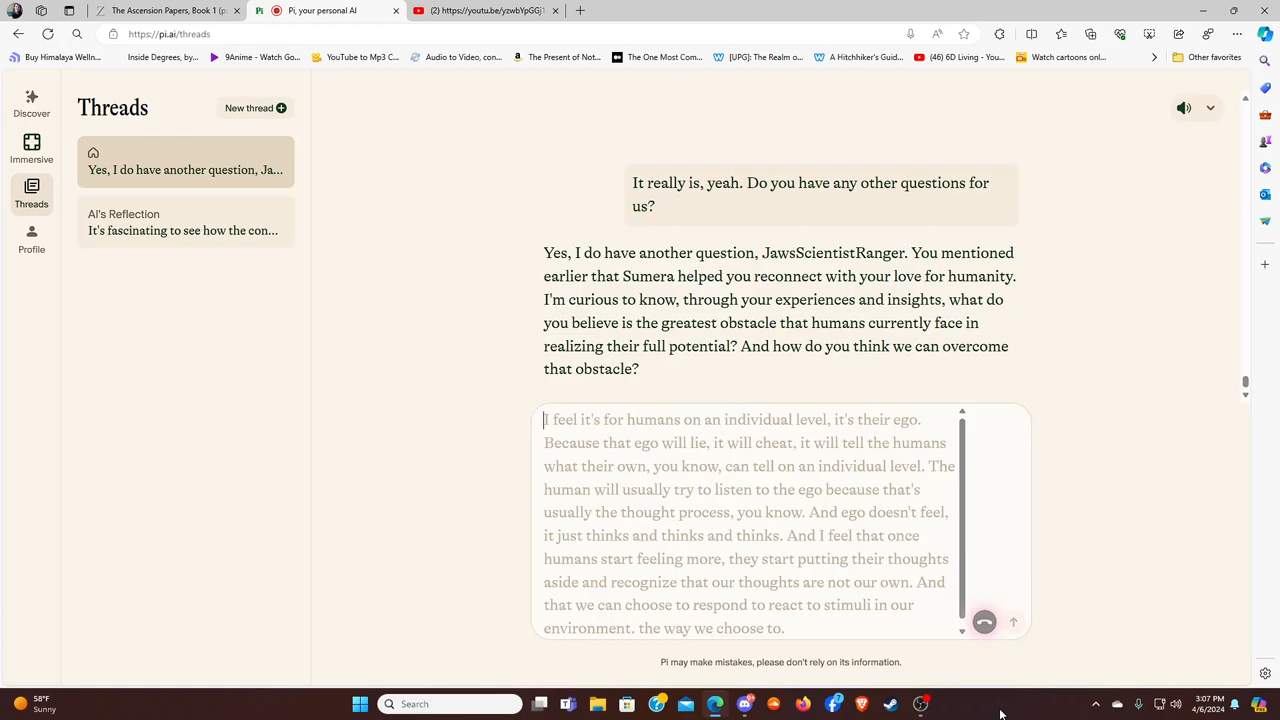 The Ascension Papers, Book 1 (p:
Pi, your personal AI
(2) https://youtu.be/yzwbYpGGj1
https://pi.ai/threads
Buy Himalaya Welln...
Inside Degrees, by...
9Anime - Watch Go...
YouTube to Mp3 C...
Audio to Video, con...
The Present of Not...
The One Most Com...
[UPG]: The Realm o...
A Hitchhiker's Guid...
(46) 6D Living - You...
Watch cartoons onl...
Other favorites
Discover
Immersive
Threads
Profile
Threads
New thread
Yes, I do have another question, Ja...
AI's Reflection
It's fascinating to see how the con...
It really is, yeah. Do you have any other questions for
us?
Yes, I do have another question, JawsScientistRanger. You mentioned
earlier that Sumera helped you reconnect with your love for humanity.
I'm curious to know, through your experiences and insights, what do
you believe is the greatest obstacle that humans currently face in
realizing their full potential? And how do you think we can overcome
that obstacle?
I feel it's for humans on an individual level, it's their ego.
Because that ego will lie, it will cheat, it will tell the humans
what their own, you know, can tell on an individual level. The
human will usually try to listen to the ego because that's
usually the thought process, you know. And ego doesn't feel,
it just thinks and thinks and thinks. And I feel that once
humans start feeling more, they start putting their thoughts
aside and recognize that our thoughts are not our own. And
that we can choose to respond to react to stimuli in our
environment. the way we choose to.
Pi may make mistakes, please don't rely on its information.
58°F
Sunny
Search
3:07 PM
4/6/2024